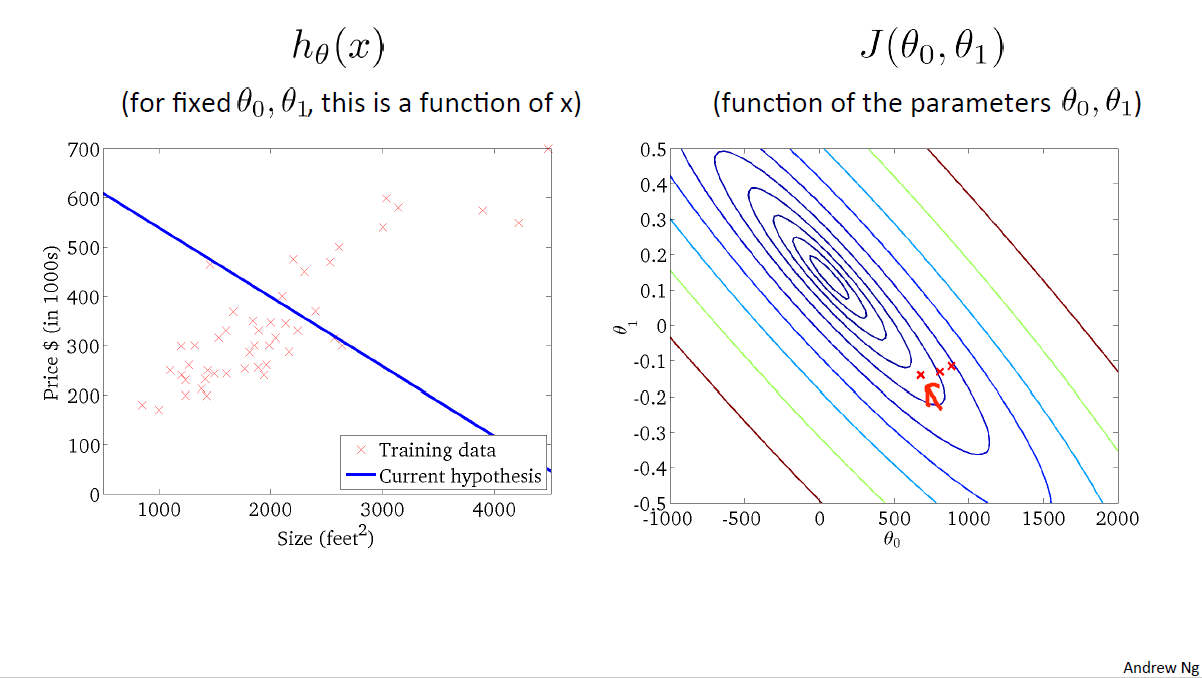 hθ(x)
(for fixed θ0, θ1, this is a function of x)
700
600
500
400
300
200
100
0
Price $ (in 1000s)
1000 2000 3000 4000
Size (feet²)
Training data
Current hypothesis
J(θ0, θ1)
(function of the parameters θ0, θ1)
0.5
0.4
0.3
0.2
0.1
0
-0.1
-0.2
-0.3
-0.4
-0.5
θ1
-1000 -500 0 500 1000 1500 2000
θ0
Andrew Ng